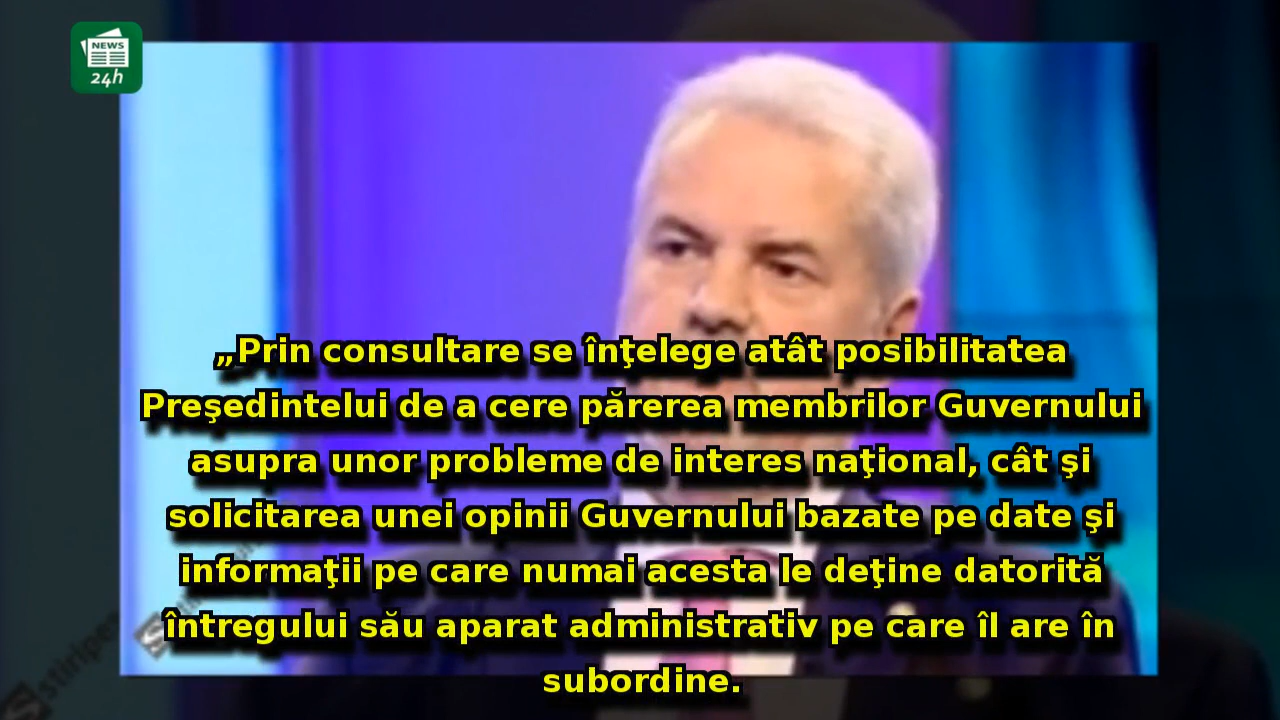 NEWS
24h
„Prin consultare se înţelege atât posibilitatea
Preşedintelui de a cere părerea membrilor Guvernului
asupra unor probleme de interes naţional, cât şi
solicitarea unei opinii Guvernului bazate pe date şi
informaţii pe care numai acesta le deţine datorită
întregului său aparat administrativ pe care îl are în
subordine.